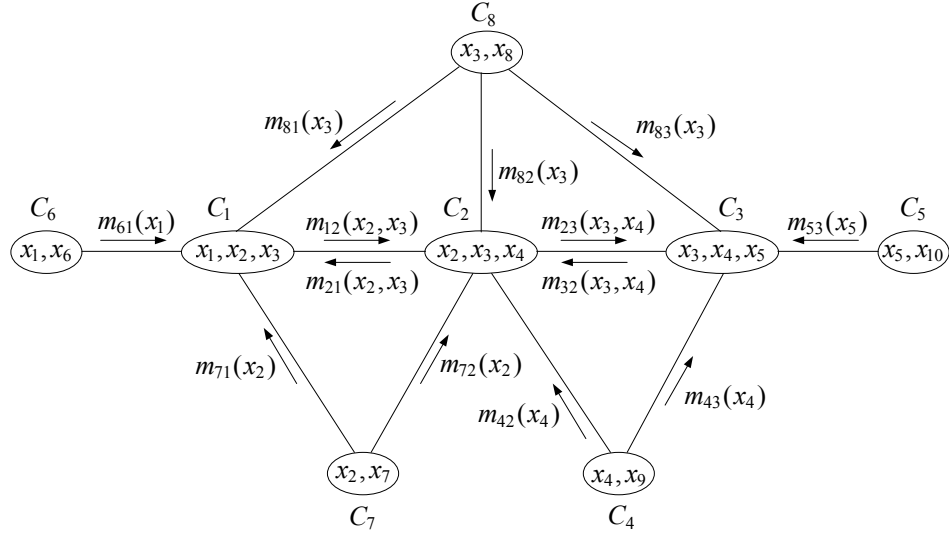 C₈
x₃, x₈
m₈₁(x₃)
m₈₃(x₃)
m₈₂(x₃)
C₆
m₆₁(x₁)
C₁
m₁₂(x₂, x₃)
C₂
m₂₃(x₃, x₄)
C₃
m₅₃(x₅)
C₅
x₁, x₆
x₁, x₂, x₃
x₂, x₃, x₄
x₃, x₄, x₅
x₅, x₁₀
m₂₁(x₂, x₃)
m₃₂(x₃, x₄)
m₇₁(x₂)
m₇₂(x₂)
m₄₂(x₄)
m₄₃(x₄)
x₂, x₇
x₄, x₉
C₇
C₄